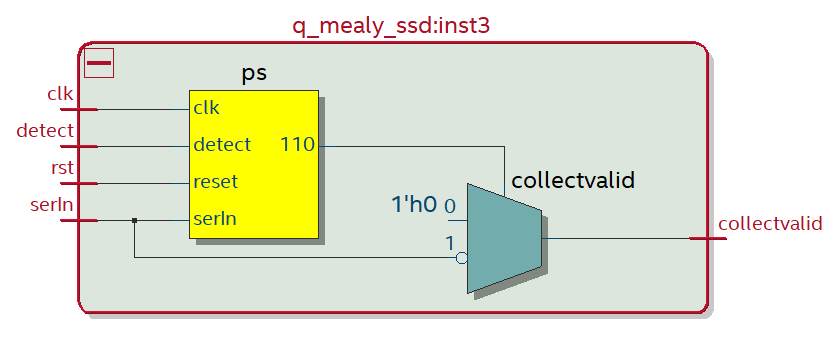 q_mealy_ssd:inst3
ps
clk
clk
detect
detect
110
rst
reset
collectvalid
serIn
serIn
1'h0
0
1
collectvalid